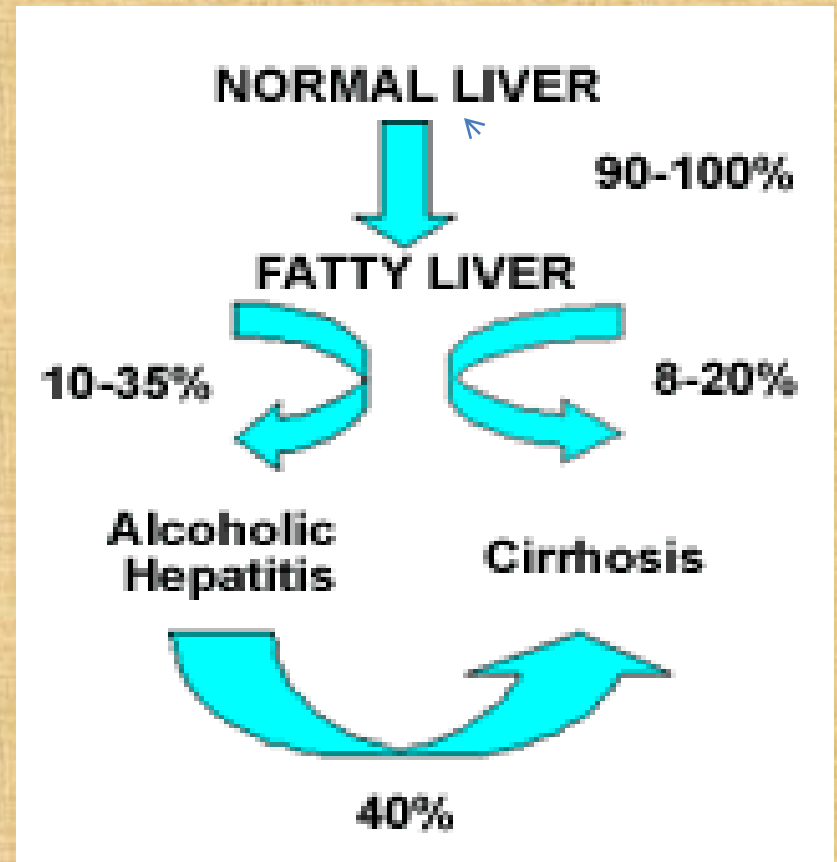 NORMAL LIVER
90-100%
FATTY LIVER
10-35%
8-20%
Alcoholic
Hepatitis
Cirrhosis
40%